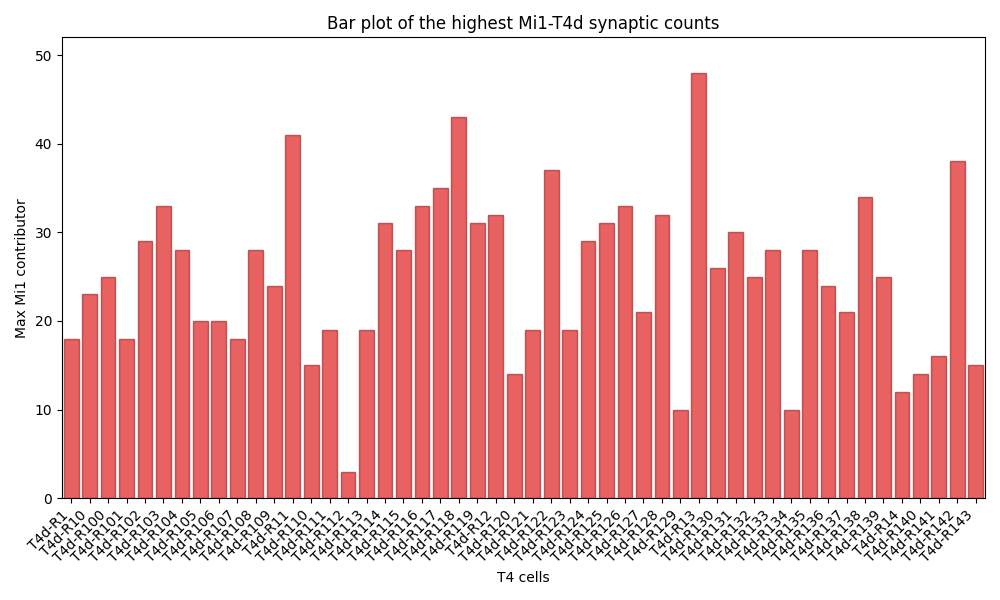 Bar plot of the highest Mi1-T4d synaptic counts
Max Mi1 contributor
50
40
30
20
10
0
T4d-R1
T4d-R10
T4d-R100
T4d-R101
T4d-R102
T4d-R103
T4d-R104
T4d-R105
T4d-R106
T4d-R107
T4d-R108
T4d-R109
T4d-R11
T4d-R110
T4d-R111
T4d-R112
T4d-R113
T4d-R114
T4d-R115
T4d-R116
T4d-R117
T4d-R118
T4d-R119
T4d-R12
T4d-R120
T4d-R121
T4d-R122
T4d-R123
T4d-R124
T4d-R125
T4d-R126
T4d-R127
T4d-R128
T4d-R129
T4d-R13
T4d-R130
T4d-R131
T4d-R132
T4d-R133
T4d-R134
T4d-R135
T4d-R136
T4d-R137
T4d-R138
T4d-R139
T4d-R14
T4d-R140
T4d-R141
T4d-R142
T4d-R143
T4 cells